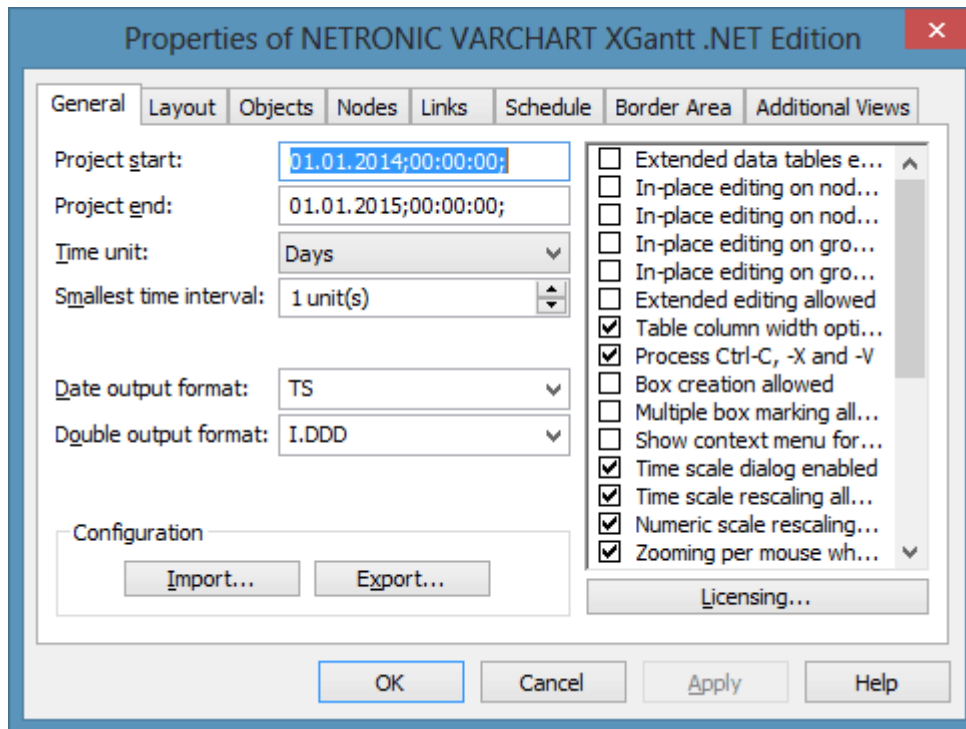 Properties of NETRONIC VARCHART XGantt .NET Edition
General Layout Objects Nodes Links Schedule Border Area Additional Views
Project start: 01.01.2014;00:00:00;
Project end: 01.01.2015;00:00:00;
Time unit: Days
Smallest time interval: 1 unit(s)
Date output format: TS
Double output format: I.DDD
Configuration
Import... Export...
Extended data tables e...
In-place editing on nod...
In-place editing on nod...
In-place editing on gro...
In-place editing on gro...
Extended editing allowed
Table column width opti...
Process Ctrl-C, -X and -V
Box creation allowed
Multiple box marking all...
Show context menu for...
Time scale dialog enabled
Time scale rescaling all...
Numeric scale rescaling...
Zooming per mouse wh...
Licensing...
OK Cancel Apply Help